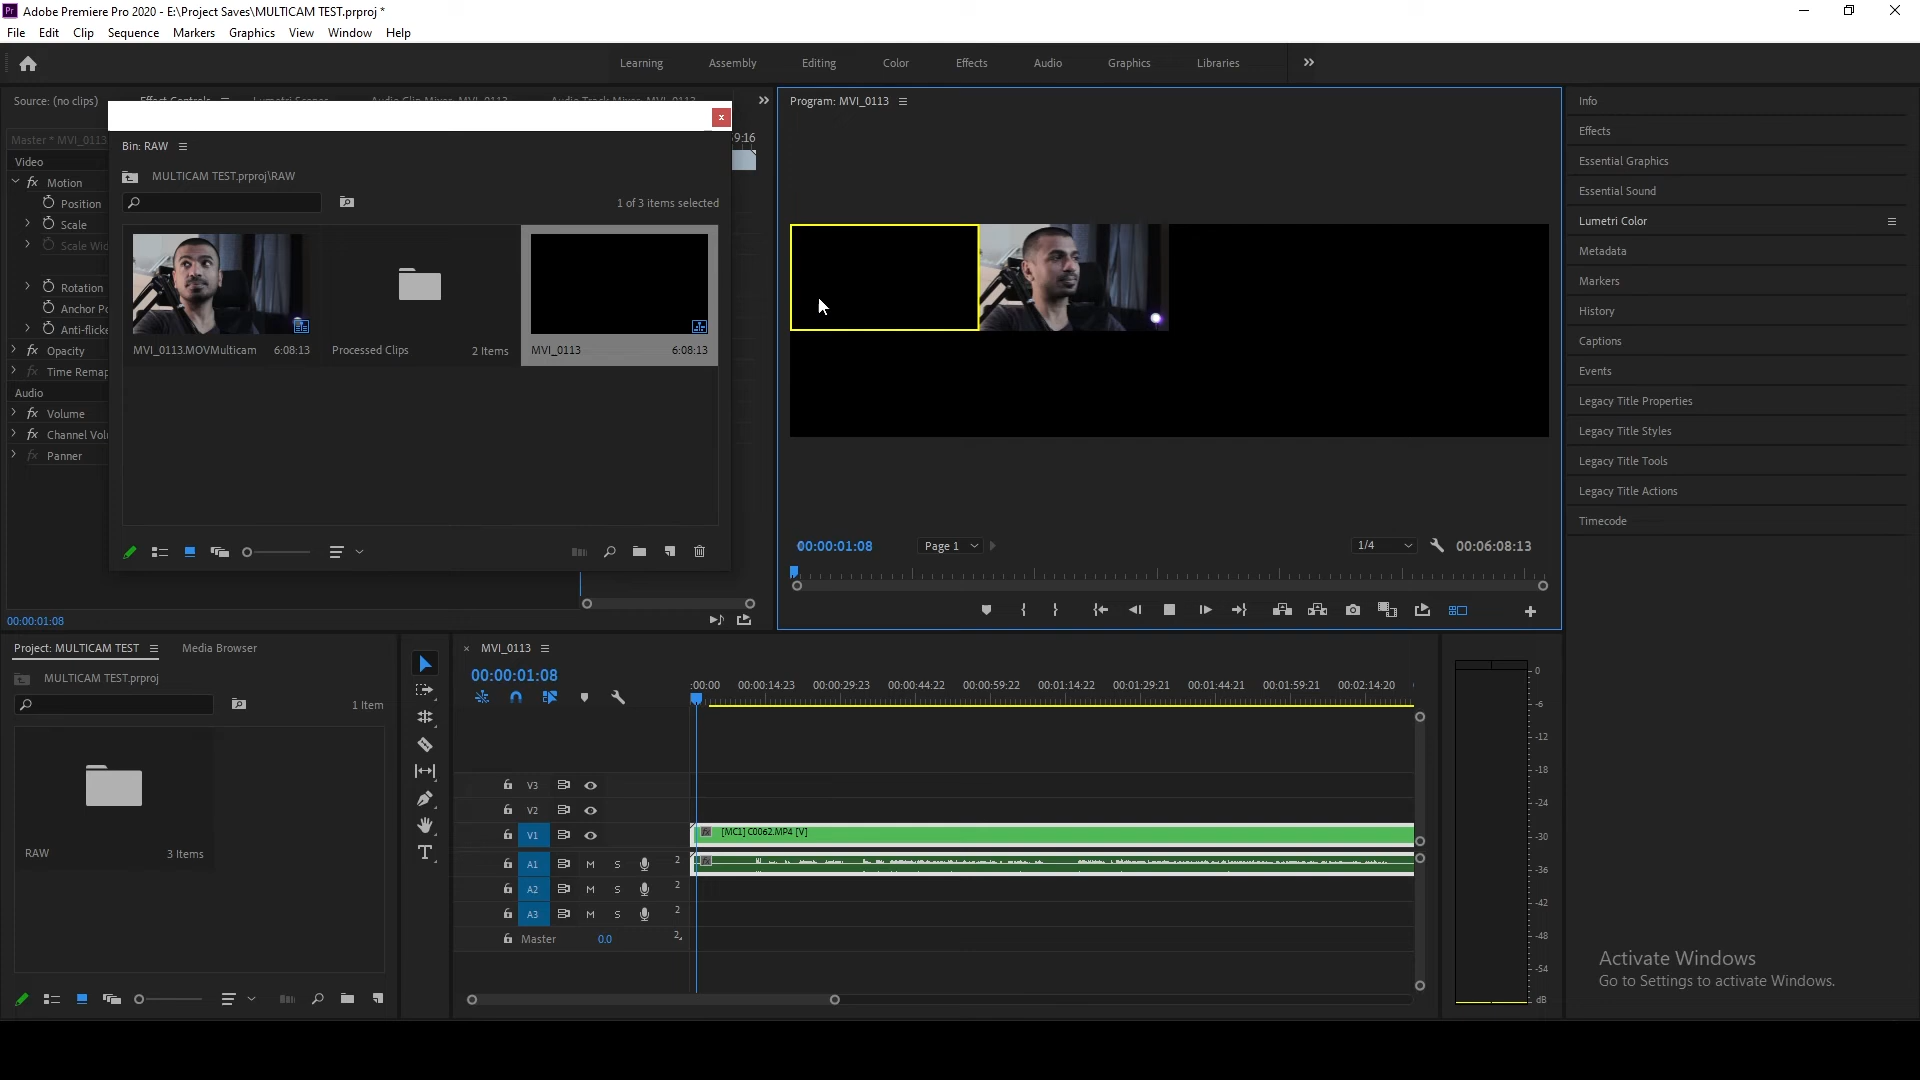 Adobe Premiere Pro 2020 - E:\Project Saves\MULTICAM TEST.prproj *
File Edit Clip Sequence Markers Graphics View Window Help
Learning Assembly Editing Color Effects Audio Graphics Libraries
Source: (no clips) Effect Controls Lumetri Scopes Audio Clip Mixer: MVI_0113 Audio Track Mixer: MVI_0113
Master * MVI_0113
9:16
Video
Motion
Position
Scale
Scale Wid
Rotation
Anchor Po
Anti-flicke
Opacity
Time Remap
Audio
Volume
Channel Volu
Panner
00:00:01:08
Bin: RAW
MULTICAM TEST.prproj\RAW
1 of 3 items selected
MVI_0113.MOVMulticam 6:08:13
Processed Clips 2 Items
MVI_0113 6:08:13
Program: MVI_0113
00:00:01:08 Page 1 1/4 00:06:08:13
Info
Effects
Essential Graphics
Essential Sound
Lumetri Color
Metadata
Markers
History
Captions
Events
Legacy Title Properties
Legacy Title Styles
Legacy Title Tools
Legacy Title Actions
Timecode
Project: MULTICAM TEST Media Browser
MULTICAM TEST.prproj
1 Item
RAW 3 Items
MVI_0113
00:00:01:08
:00:00 00:00:14:23 00:00:29:23 00:00:44:22 00:00:59:22 00:01:14:22 00:01:29:21 00:01:44:21 00:01:59:21 00:02:14:20
V3
V2
V1 [MC1] C0062.MP4 [V]
A1 M S 2
A2 M S 2
A3 M S 2
Master 0.0 2
0
-6
-12
-18
-24
-30
-36
-42
-48
-54
dB
Activate Windows
Go to Settings to activate Windows.